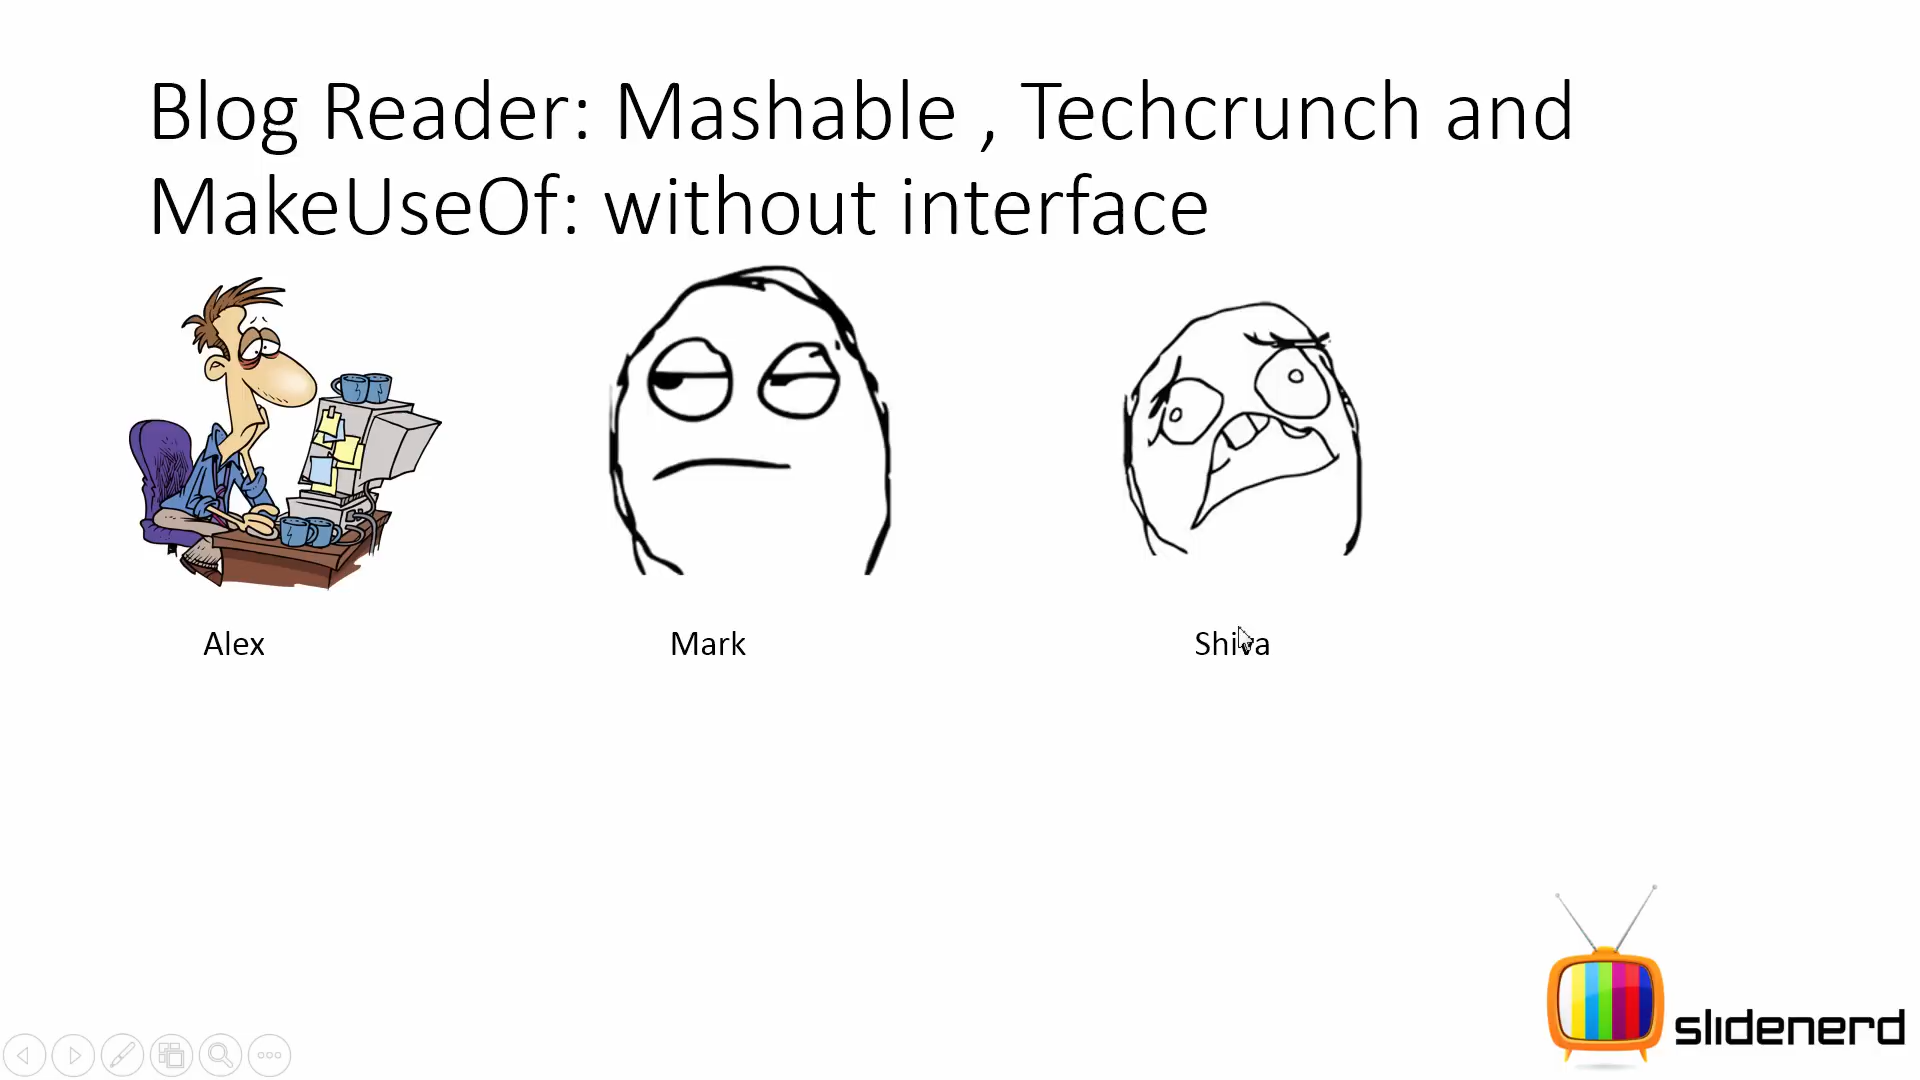 Blog Reader: Mashable , Techcrunch and
MakeUseOf: without interface
Alex
Mark
Shiva
slidenerd